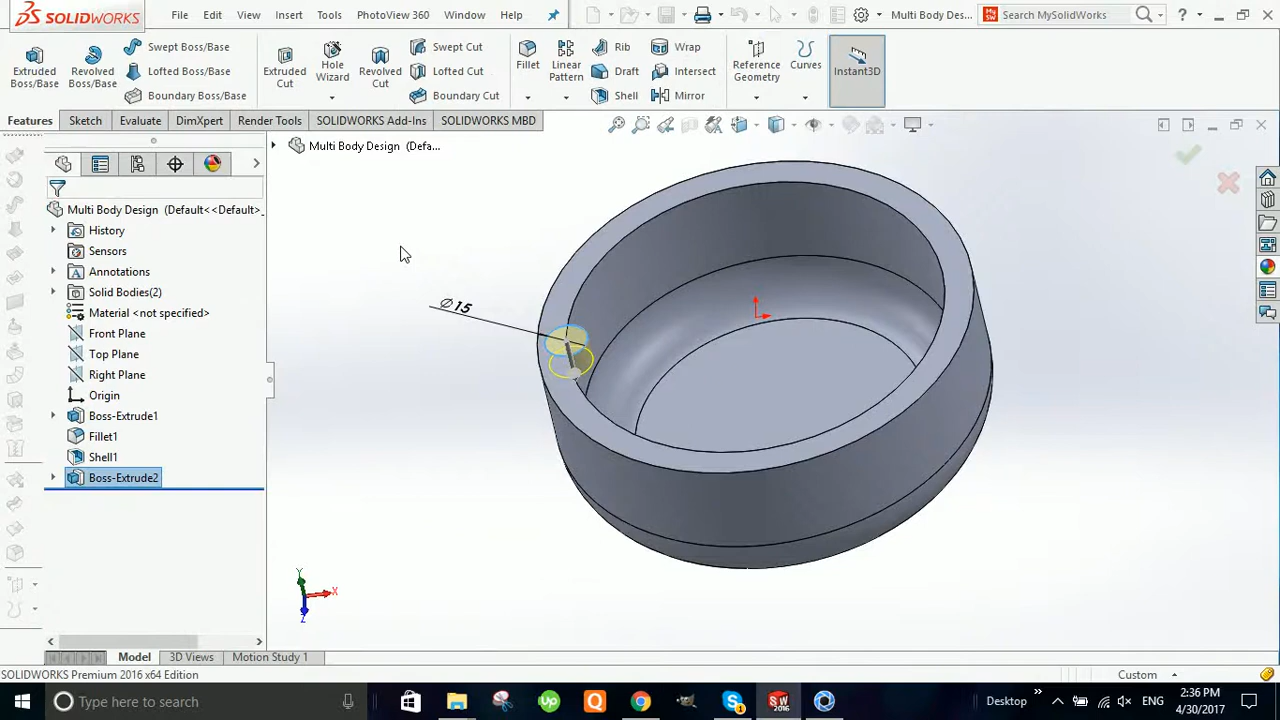 SOLIDWORKS
File Edit View Insert Tools PhotoView 360 Window Help
Multi Body Des... Search MySolidWorks ?
Extruded Boss/Base
Revolved Boss/Base
Swept Boss/Base
Lofted Boss/Base
Boundary Boss/Base
Extruded Cut
Hole Wizard
Revolved Cut
Swept Cut
Lofted Cut
Boundary Cut
Fillet
Linear Pattern
Rib
Draft
Shell
Wrap
Intersect
Mirror
Reference Geometry
Curves
Instant3D
Features Sketch Evaluate DimXpert Render Tools SOLIDWORKS Add-Ins SOLIDWORKS MBD
Multi Body Design (Defa...
Multi Body Design (Default<<Default>_
History
Sensors
Annotations
Solid Bodies(2)
Material <not specified>
Front Plane
Top Plane
Right Plane
Origin
Boss-Extrude1
Fillet1
Shell1
Boss-Extrude2
∅15
Y
X
Z
Model 3D Views Motion Study 1
SOLIDWORKS Premium 2016 x64 Edition Custom
Type here to search
Desktop
ENG
2:36 PM
4/30/2017